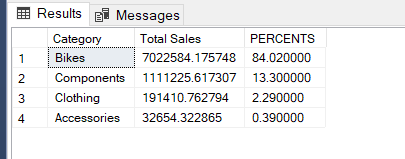 Results Messages
Category Total Sales PERCENTS
1 Bikes 7022584.175748 84.020000
2 Components 1111225.617307 13.300000
3 Clothing 191410.762794 2.290000
4 Accessories 32654.322865 0.390000